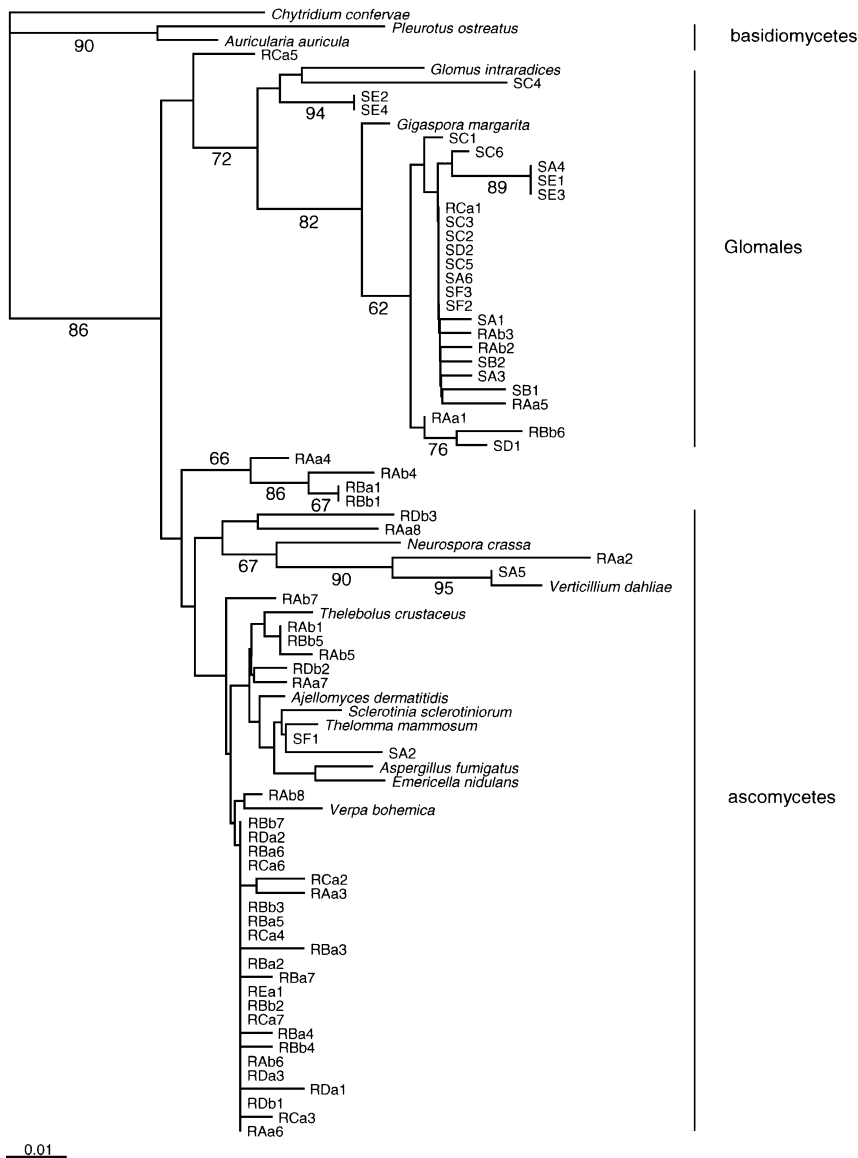 Chytridium confervae
Pleurotus ostreatus
90
basidiomycetes
Auricularia auricula
RCa5
Glomus intraradices
SC4
SE2
94
SE4
Gigaspora margarita
SC1
SC6
72
SA4
89
SE1
SE3
82
RCa1
SC3
SC2
SD2
Glomales
SC5
SA6
SF3
62
SF2
86
SA1
RAb3
RAb2
SB2
SA3
SB1
RAa5
RAa1
RBb6
76
SD1
66
RAa4
RAb4
86
RBa1
67
RBb1
RDb3
RAa8
Neurospora crassa
67
RAa2
90
SA5
95
Verticillium dahliae
RAb7
Thelebolus crustaceus
RAb1
RBb5
RAb5
RDb2
RAa7
Ajellomyces dermatitidis
Sclerotinia sclerotiniorum
Thelomma mammosum
SF1
SA2
Aspergillus fumigatus
Emericella nidulans
RAb8
ascomycetes
Verpa bohemica
RBb7
RDa2
RBa6
RCa6
RCa2
RAa3
RBb3
RBa5
RCa4
RBa3
RBa2
RBa7
REa1
RBb2
RCa7
RBa4
RBb4
RAb6
RDa3
RDa1
RDb1
RCa3
RAa6
0.01